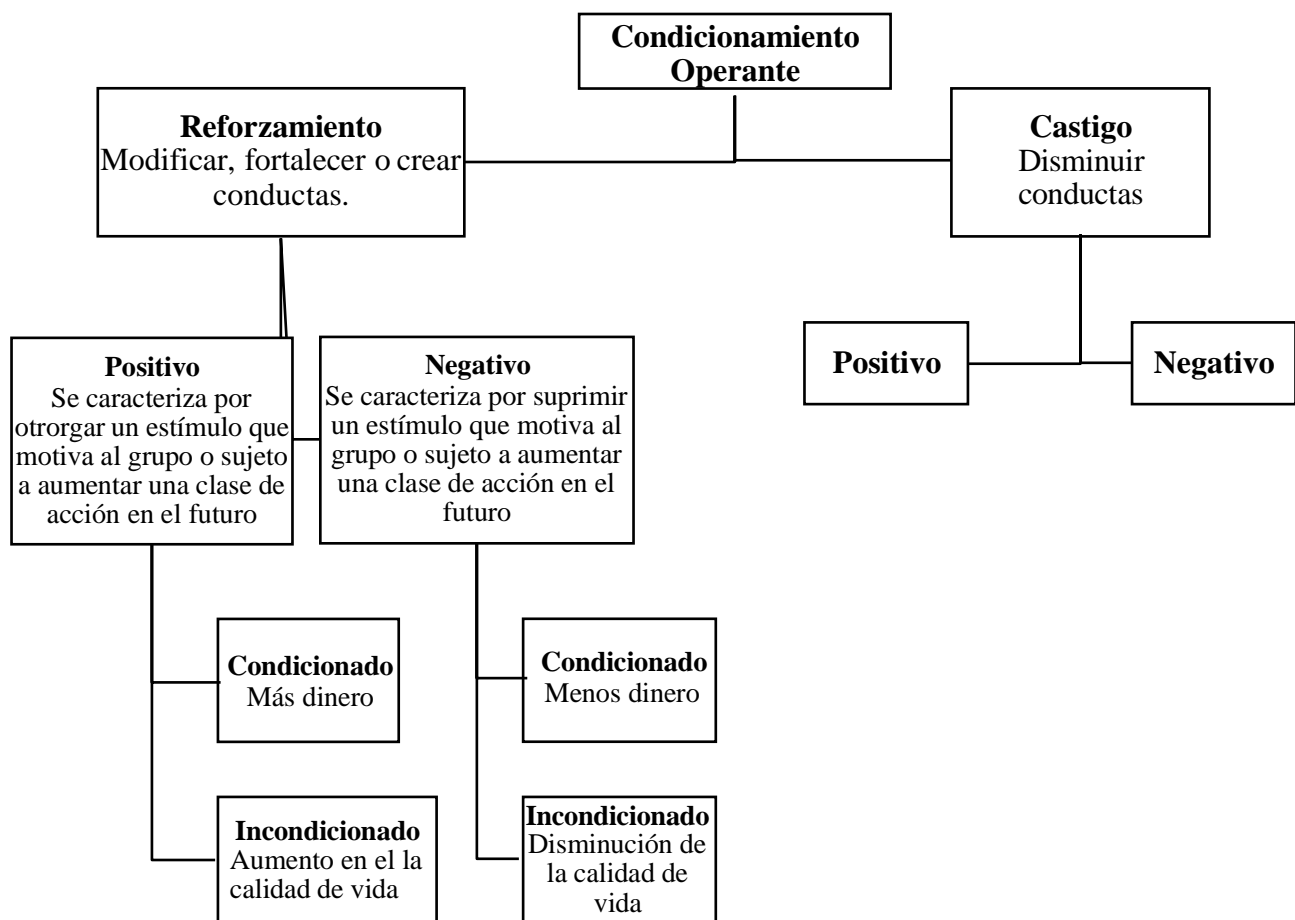 Condicionamiento
Operante
Reforzamiento
Modificar, fortalecer o crear
conductas.
Castigo
Disminuir
conductas
Positivo
Se caracteriza por
otrorgar un estímulo que
motiva al grupo o sujeto
a aumentar una clase de
acción en el futuro
Negativo
Se caracteriza por suprimir
un estímulo que motiva al
grupo o sujeto a aumentar
una clase de acción en el
futuro
Positivo
Negativo
Condicionado
Más dinero
Condicionado
Menos dinero
Incondicionado
Aumento en el la
calidad de vida
Incondicionado
Disminución de
la calidad de
vida